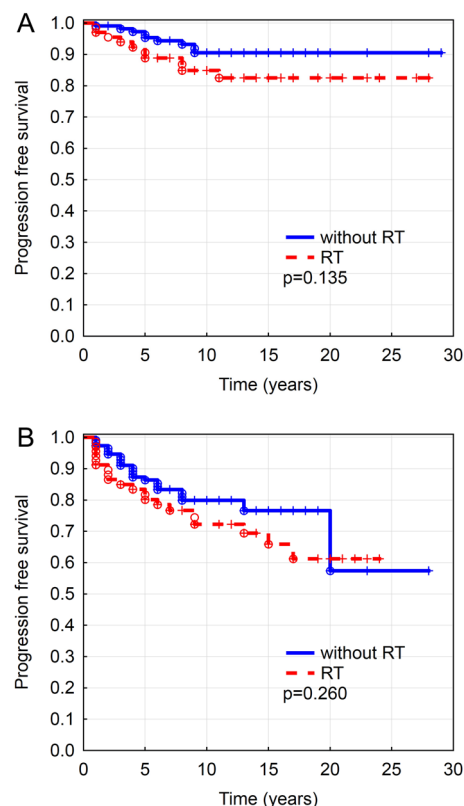 A
1.0
0.9
0.8
0.7
0.6
0.5
0.4
0.3
0.2
0.1
0.0
Progression free survival
without RT
RT
p=0.135
0 5 10 15 20 25 30
Time (years)
B
1.0
0.9
0.8
0.7
0.6
0.5
0.4
0.3
0.2
0.1
0.0
Progression free survival
without RT
RT
p=0.260
0 5 10 15 20 25 30
Time (years)